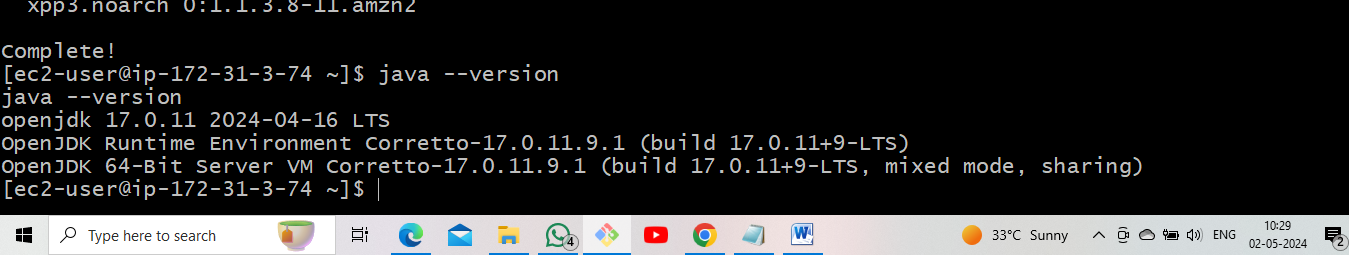 xpp3.noarch 0:1.1.3.8-11.amzn2
Complete!
[ec2-user@ip-172-31-3-74 ~]$ java --version
java --version
openjdk 17.0.11 2024-04-16 LTS
OpenJDK Runtime Environment Corretto-17.0.11.9.1 (build 17.0.11+9-LTS)
OpenJDK 64-Bit Server VM Corretto-17.0.11.9.1 (build 17.0.11+9-LTS, mixed mode, sharing)
[ec2-user@ip-172-31-3-74 ~]$
Type here to search
4
W
33°C Sunny
ENG
10:29
02-05-2024
2